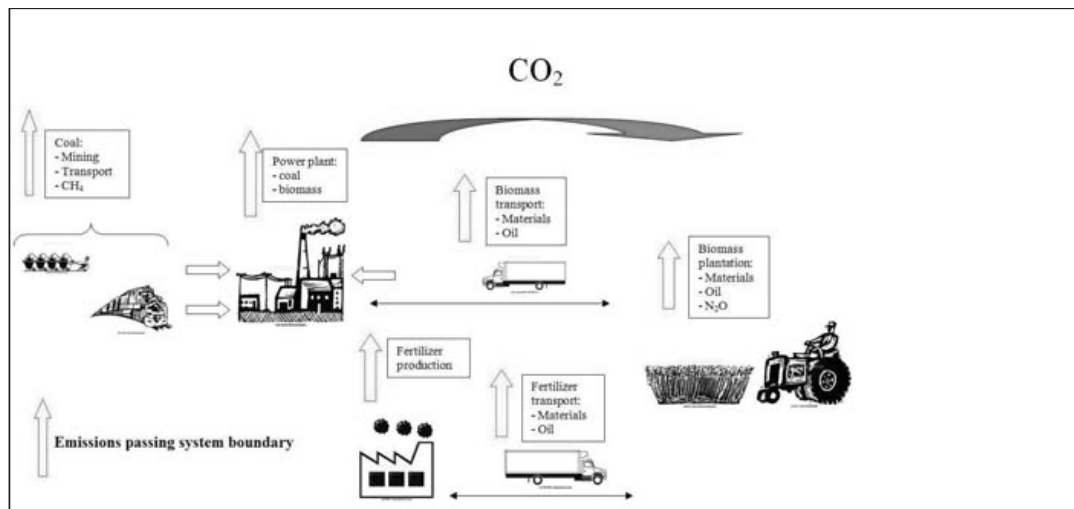 CO₂
Coal:
- Mining
- Transport
- CH₄
Power plant:
- coal
- biomass
Biomass
transport:
- Materials
- Oil
Biomass
plantation:
- Materials
- Oil
- N₂O
Fertilizer
production
Fertilizer
transport:
- Materials
- Oil
Emissions passing system boundary